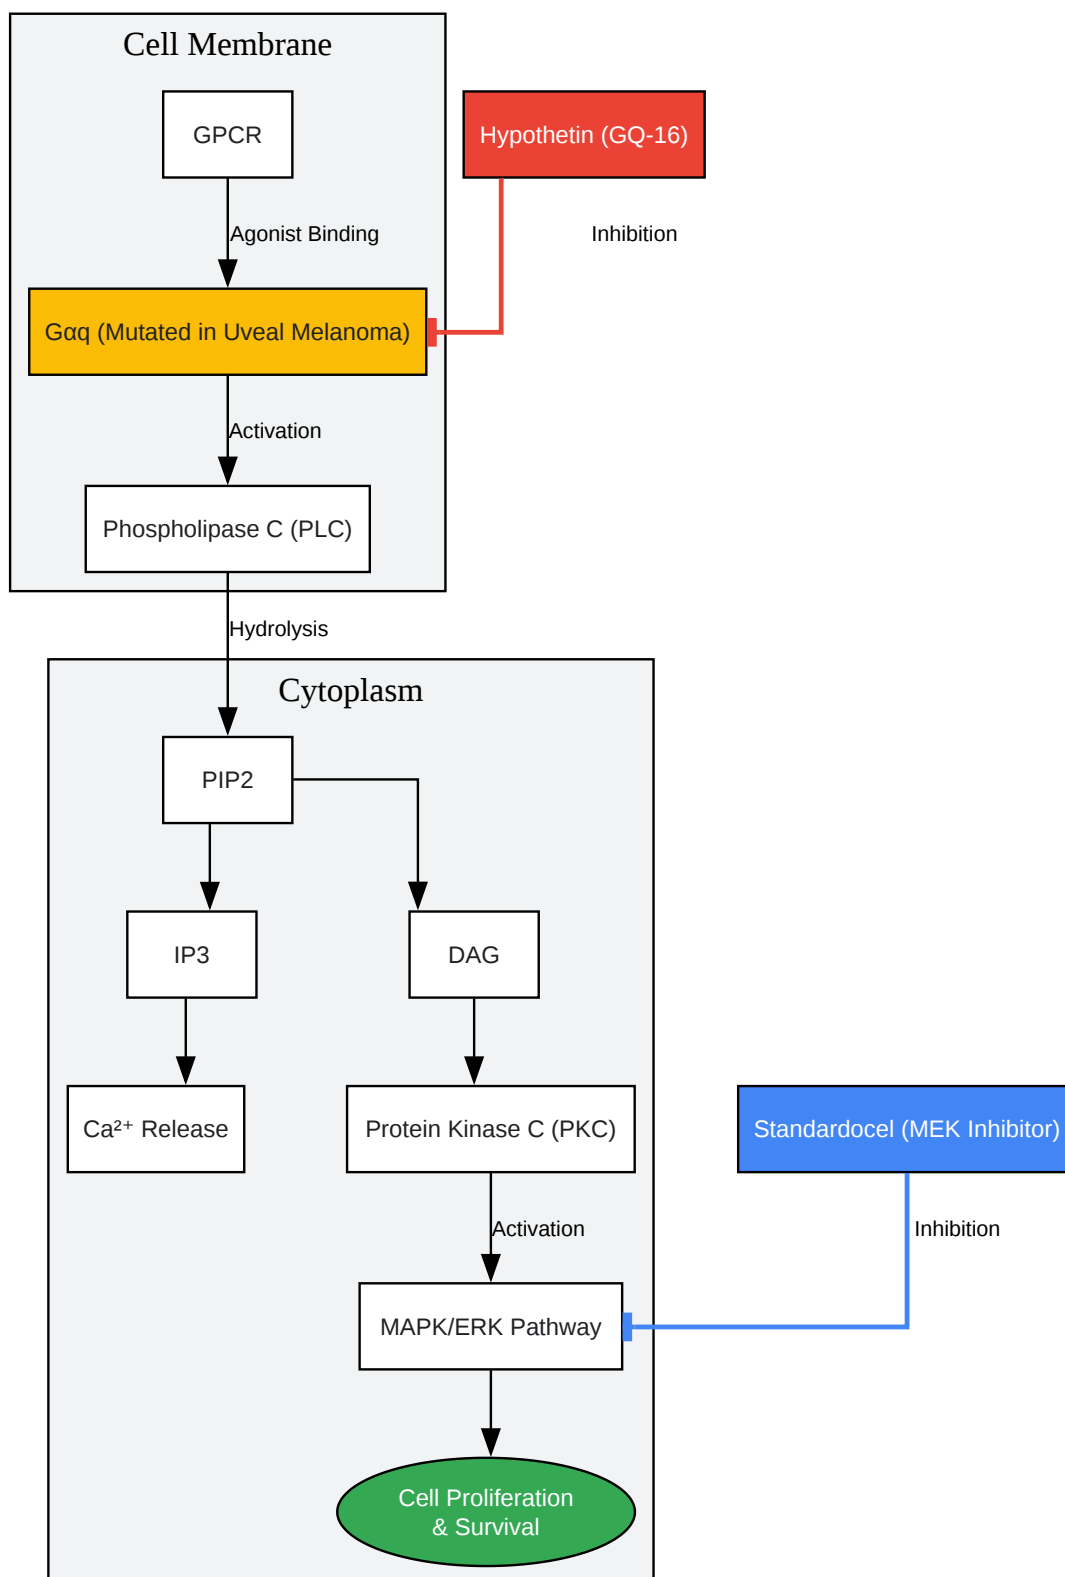 Cell Membrane
GPCR
Hypothetin (GQ-16)
Agonist Binding
Inhibition
Gαq (Mutated in Uveal Melanoma)
Activation
Phospholipase C (PLC)
Hydrolysis
Cytoplasm
PIP2
IP3
DAG
Ca²⁺ Release
Protein Kinase C (PKC)
Standardocel (MEK Inhibitor)
Activation
Inhibition
MAPK/ERK Pathway
Cell Proliferation
& Survival